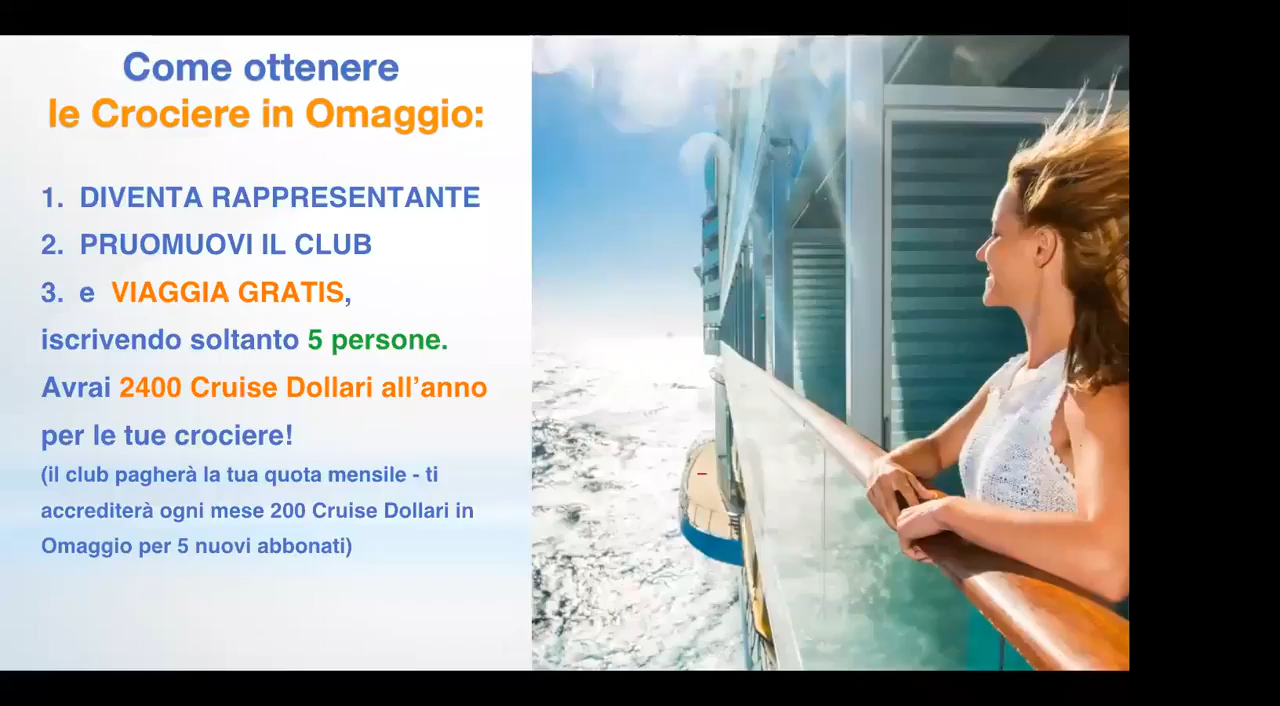 Come ottenere
le Crociere in Omaggio:
1. DIVENTA RAPPRESENTANTE
2. PRUOMUOVI IL CLUB
3. e VIAGGIA GRATIS,
iscrivendo soltanto 5 persone.
Avrai 2400 Cruise Dollari all’anno
per le tue crociere!
(il club pagherà la tua quota mensile - ti
accrediterà ogni mese 200 Cruise Dollari in
Omaggio per 5 nuovi abbonati)